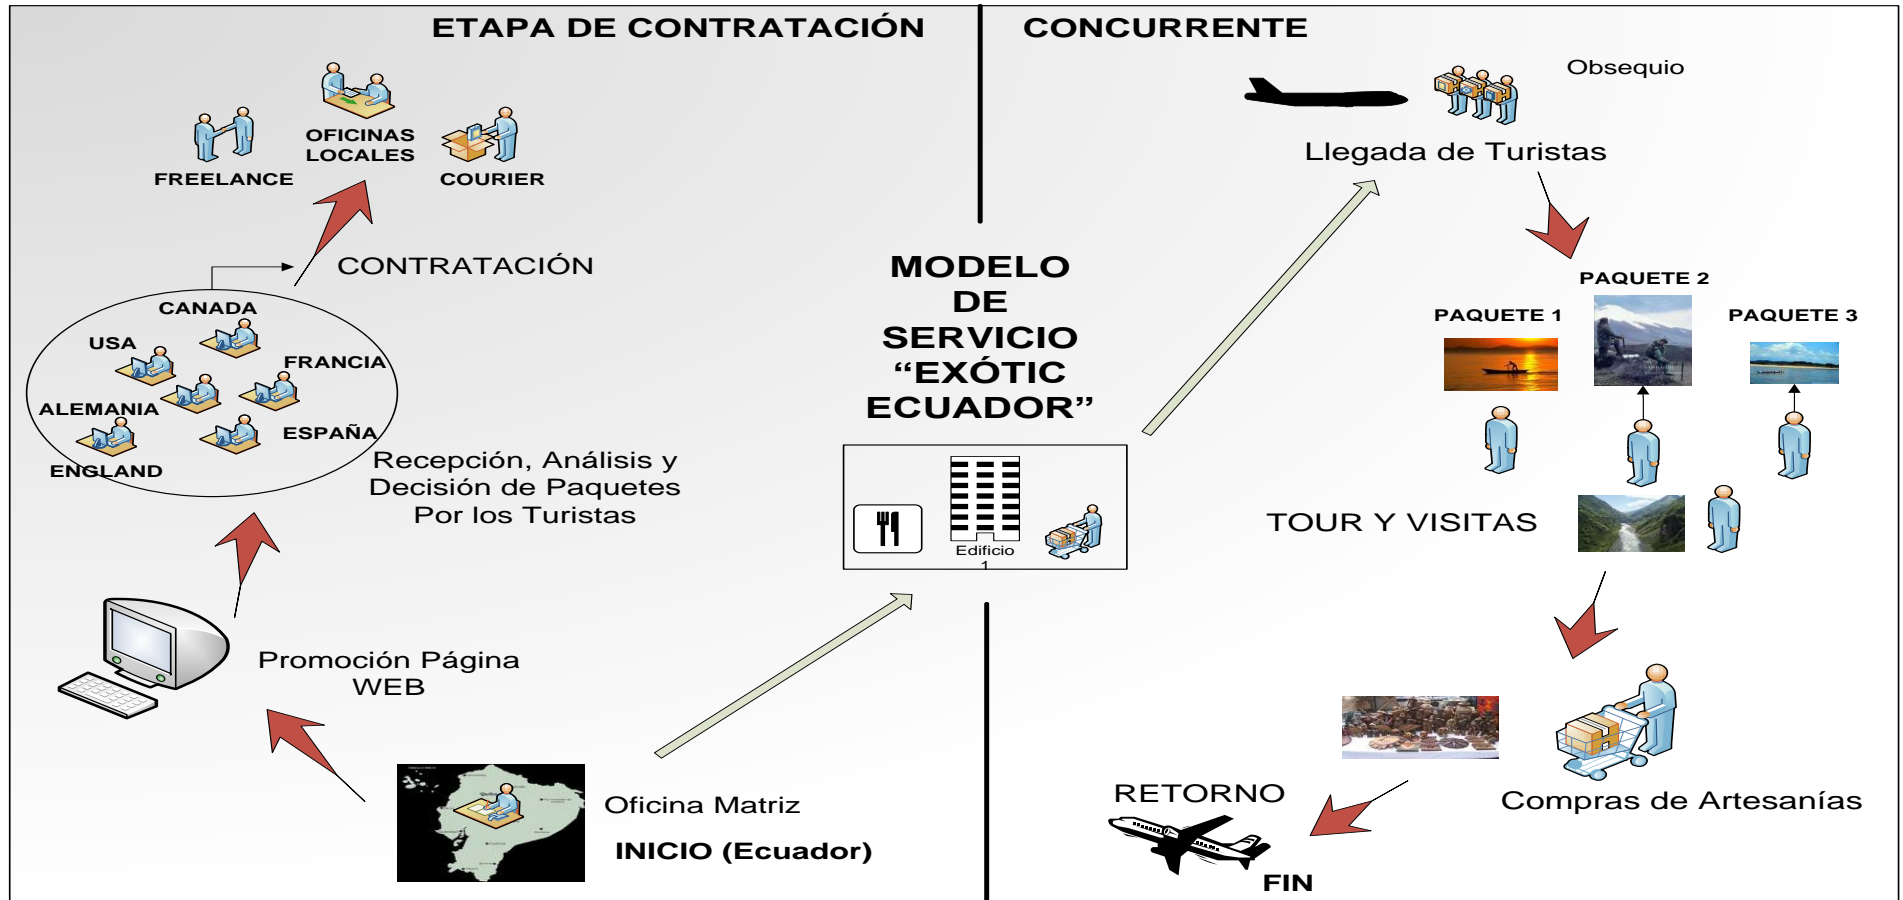 ETAPA DE CONTRATACIÓN
CONCURRENTE
OFICINAS
LOCALES
FREELANCE
COURIER
CONTRATACIÓN
CANADA
USA
FRANCIA
ALEMANIA
ESPAÑA
ENGLAND
Recepción, Análisis y
Decisión de Paquetes
Por los Turistas
Promoción Página
WEB
Oficina Matriz
INICIO (Ecuador)
MODELO
DE
SERVICIO
“EXÓTIC
ECUADOR”
Edificio
1
Obsequio
Llegada de Turistas
PAQUETE 1
PAQUETE 2
PAQUETE 3
TOUR Y VISITAS
Compras de Artesanías
RETORNO
FIN